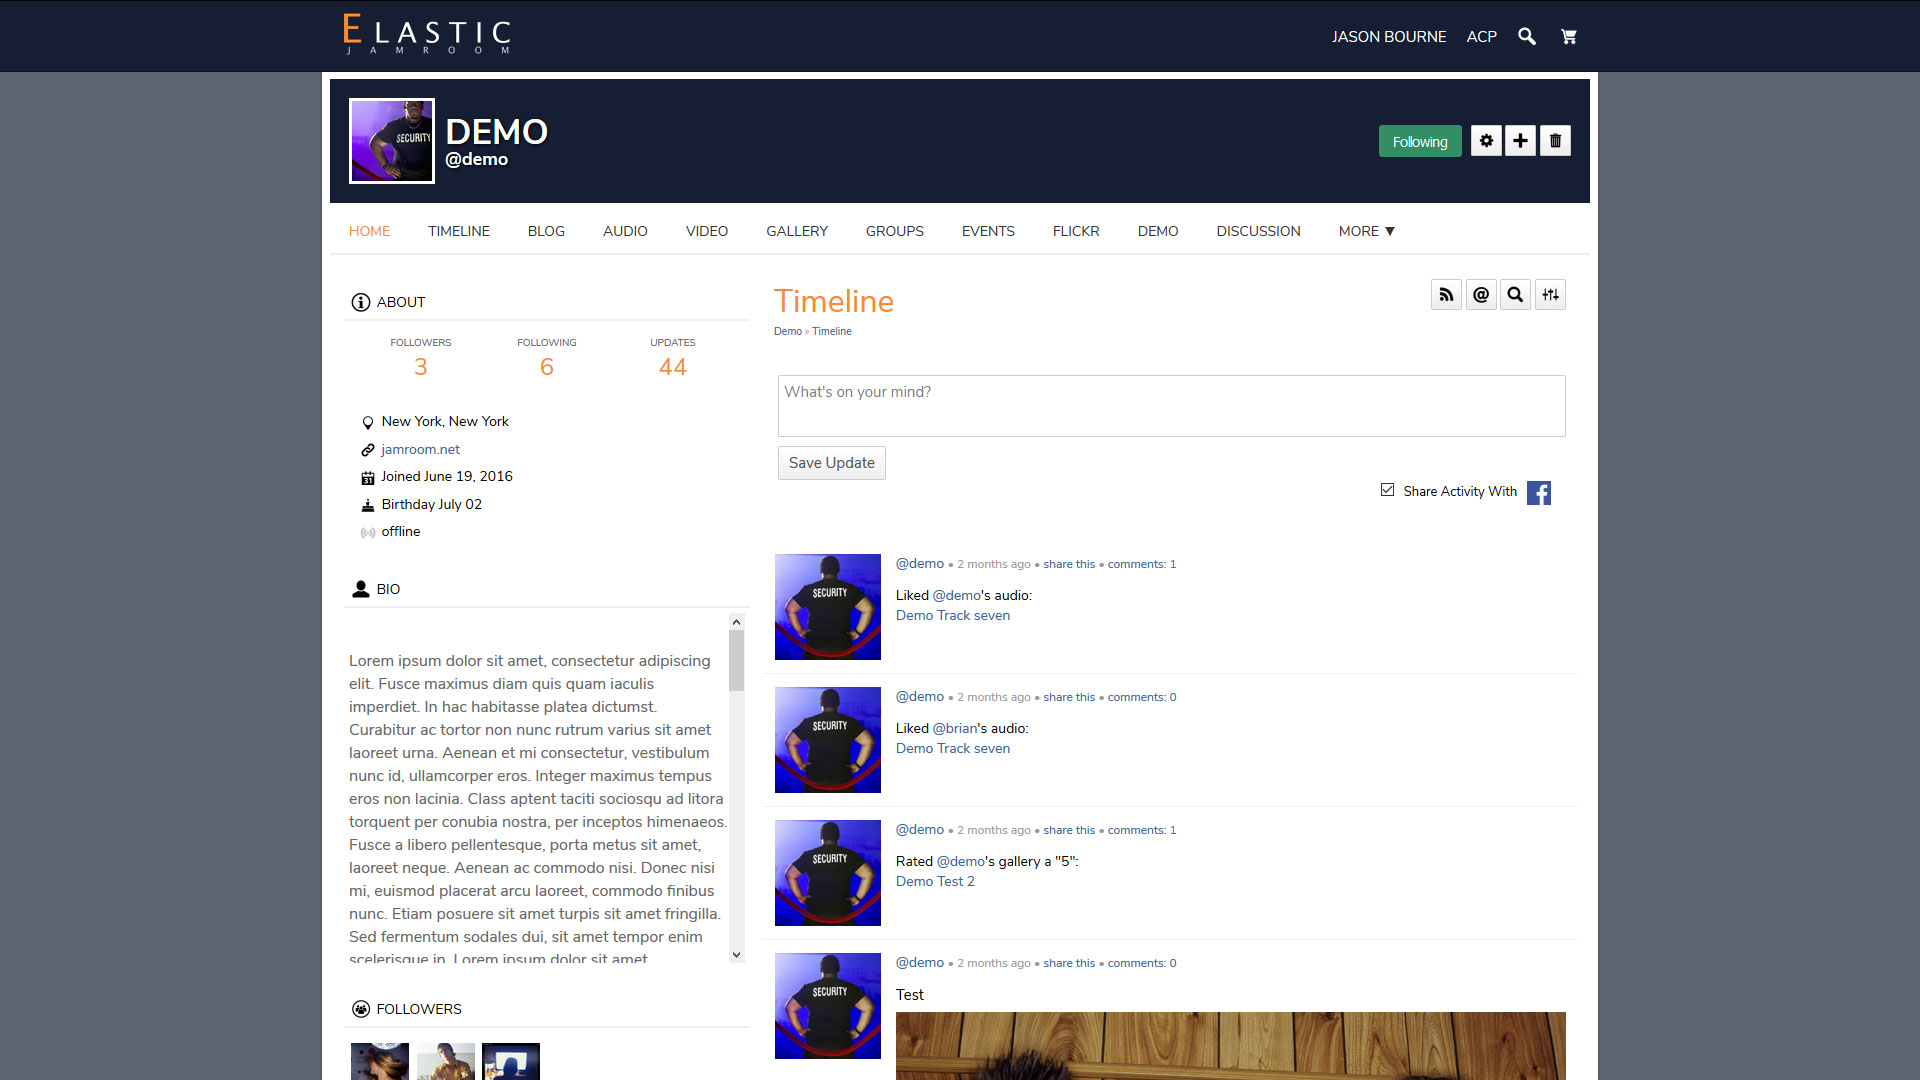 ELASTIC
JAMROOM
JASON BOURNE ACP
DEMO
@demo
Following
HOME TIMELINE BLOG AUDIO VIDEO GALLERY GROUPS EVENTS FLICKR DEMO DISCUSSION MORE ▼
ABOUT
FOLLOWERS FOLLOWING UPDATES
3 6 44
New York, New York
jamroom.net
Joined June 19, 2016
Birthday July 02
offline
BIO
Lorem ipsum dolor sit amet, consectetur adipiscing
elit. Fusce maximus diam quis quam iaculis
imperdiet. In hac habitasse platea dictumst.
Curabitur ac tortor non nunc rutrum varius sit amet
laoreet urna. Aenean et mi consectetur, vestibulum
nunc id, ullamcorper eros. Integer maximus tempus
eros non lacinia. Class aptent taciti sociosqu ad litora
torquent per conubia nostra, per inceptos himenaeos.
Fusce a libero pellentesque, porta metus sit amet,
laoreet neque. Aenean ac commodo nisi. Donec nisi
mi, euismod placerat arcu laoreet, commodo finibus
nunc. Etiam posuere sit amet turpis sit amet fringilla.
Sed fermentum sodales dui, sit amet tempor enim
scelerisque in. Lorem ipsum dolor sit amet
FOLLOWERS
Timeline
Demo » Timeline
What's on your mind?
Save Update
Share Activity With
SECURITY
@demo • 2 months ago • share this • comments: 1
Liked @demo's audio:
Demo Track seven
SECURITY
@demo • 2 months ago • share this • comments: 0
Liked @brian's audio:
Demo Track seven
SECURITY
@demo • 2 months ago • share this • comments: 1
Rated @demo's gallery a "5":
Demo Test 2
SECURITY
@demo • 2 months ago • share this • comments: 0
Test
SECURITY